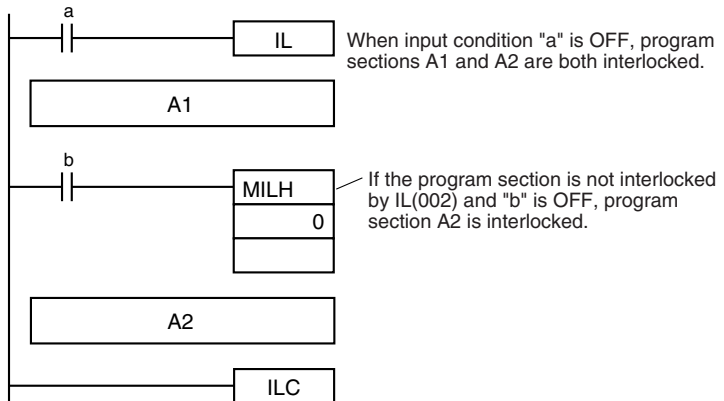 a
IL
When input condition "a" is OFF, program
sections A1 and A2 are both interlocked.
A1
b
MILH
0
If the program section is not interlocked
by IL(002) and "b" is OFF, program
section A2 is interlocked.
A2
ILC